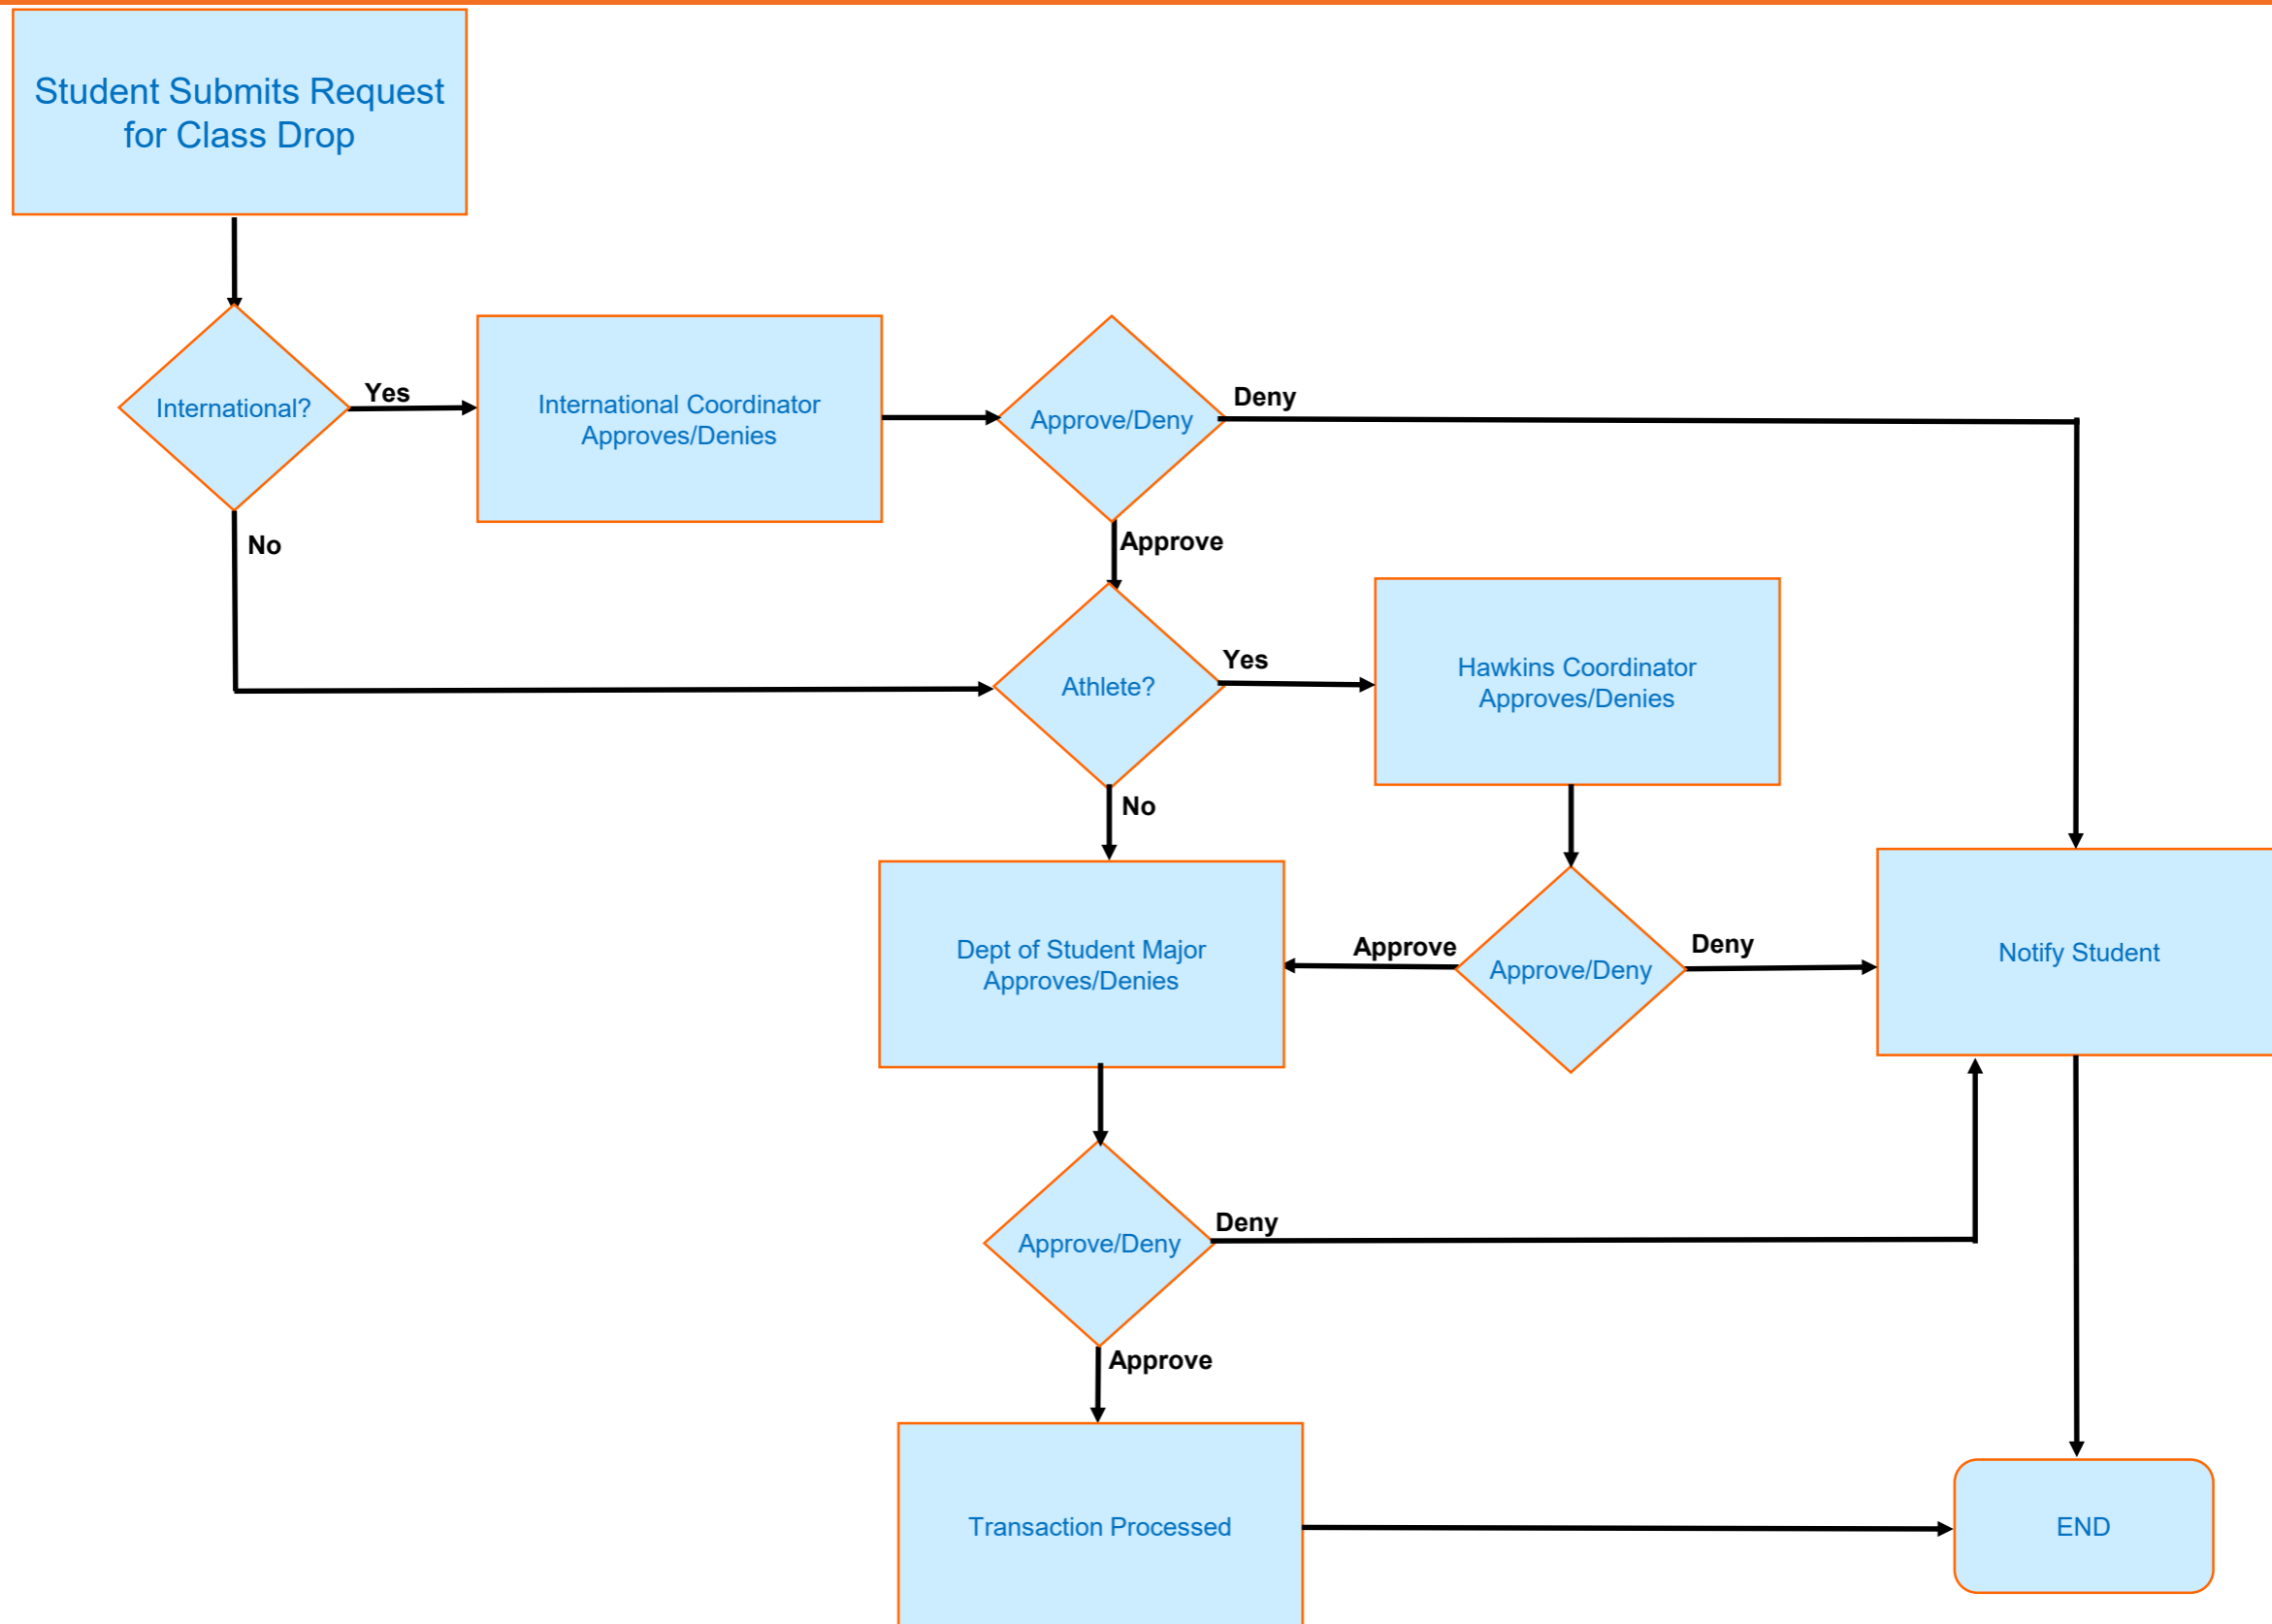 Student Submits Request
for Class Drop
International?
Yes
International Coordinator
Approves/Denies
Approve/Deny
Deny
No
Approve
Athlete?
Yes
Hawkins Coordinator
Approves/Denies
No
Dept of Student Major
Approves/Denies
Approve
Approve/Deny
Deny
Notify Student
Approve/Deny
Deny
Approve
Transaction Processed
END